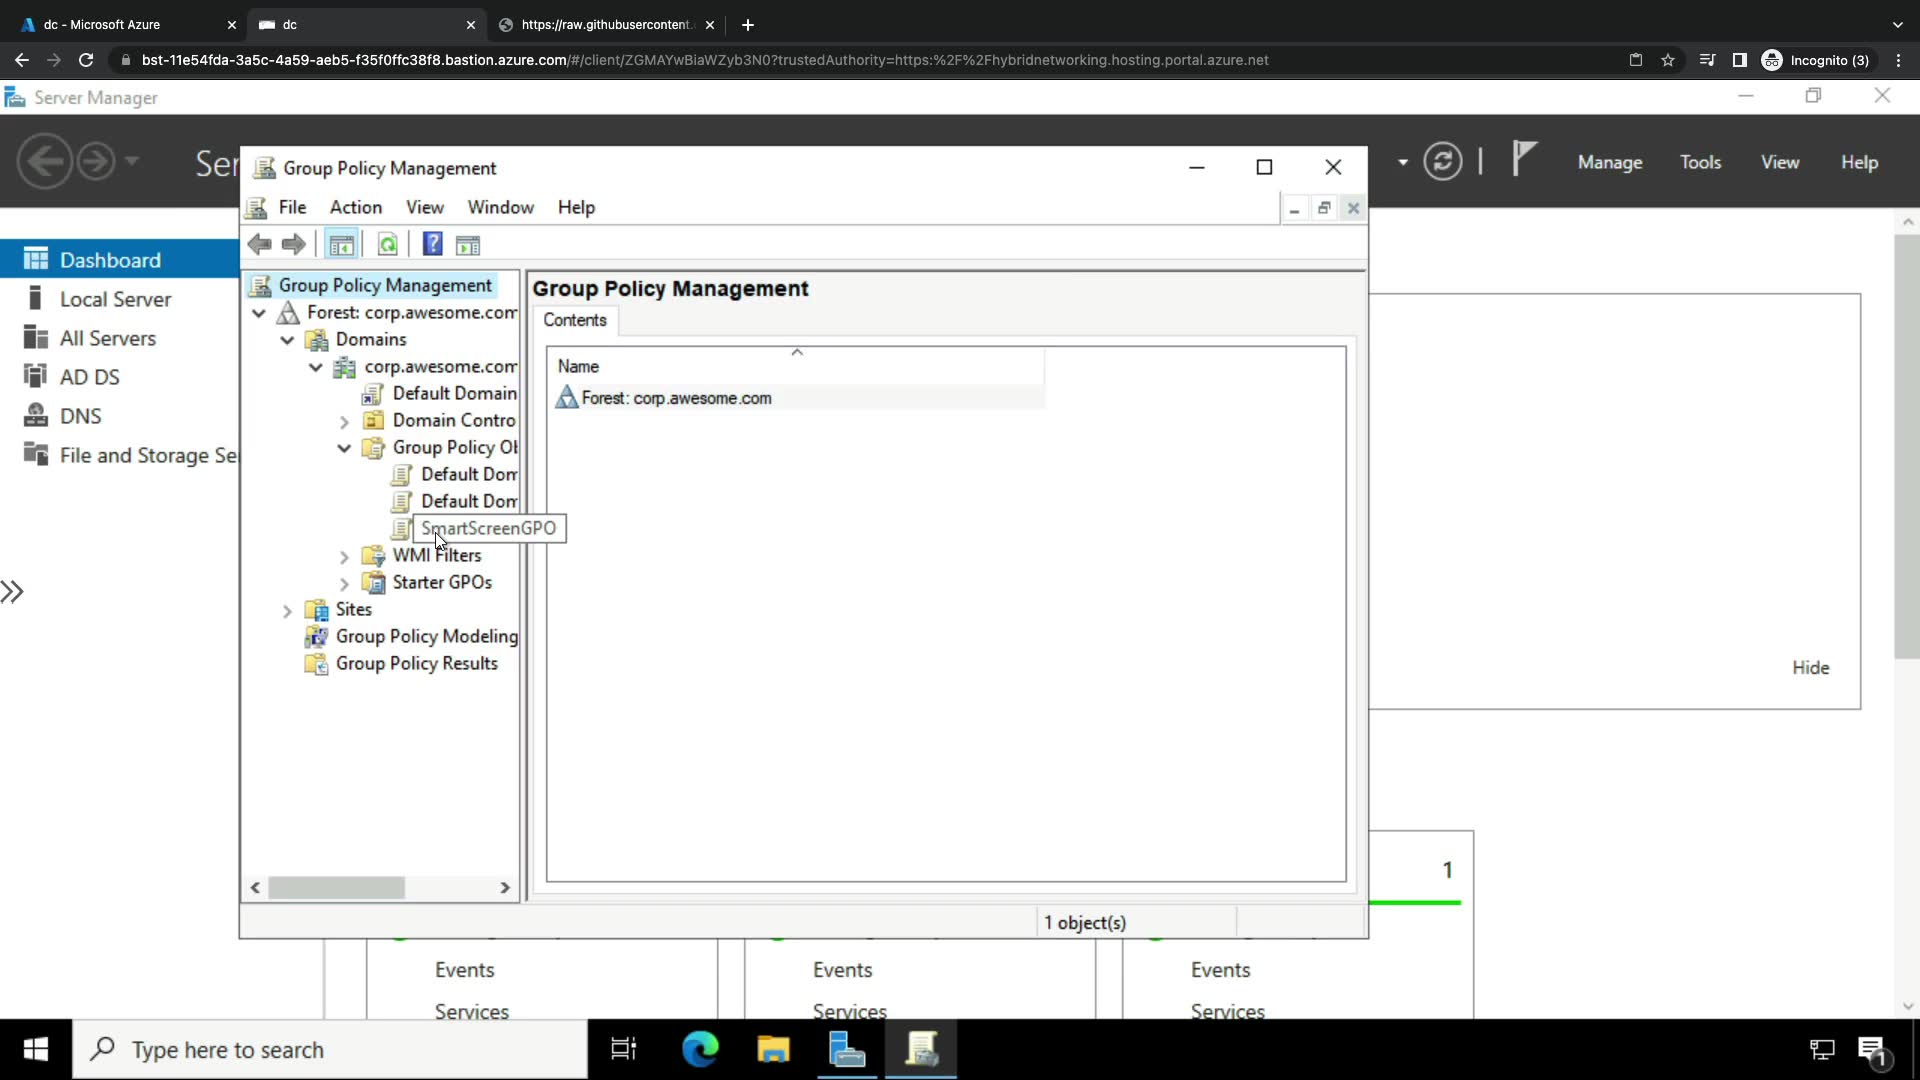 dc - Microsoft Azure
dc
https://raw.githubusercontent.
bst-11e54fda-3a5c-4a59-aeb5-f35f0ffc38f8.bastion.azure.com/#/client/ZGMAYwBiaWZyb3N0?trustedAuthority=https:%2F%2Fhybridnetworking.hosting.portal.azure.net
Incognito (3)
Server Manager
Ser
Manage
Tools
View
Help
Group Policy Management
File
Action
View
Window
Help
Dashboard
Local Server
All Servers
AD DS
DNS
File and Storage Se
Group Policy Management
Forest: corp.awesome.com
Domains
corp.awesome.com
Default Domain
Domain Contro
Group Policy Ob
Default Dom
Default Dom
SmartScreenGPO
WMI Filters
Starter GPOs
Sites
Group Policy Modeling
Group Policy Results
Group Policy Management
Contents
Name
Forest: corp.awesome.com
1 object(s)
Hide
1
Events
Services
Events
Services
Events
Services
Type here to search
1